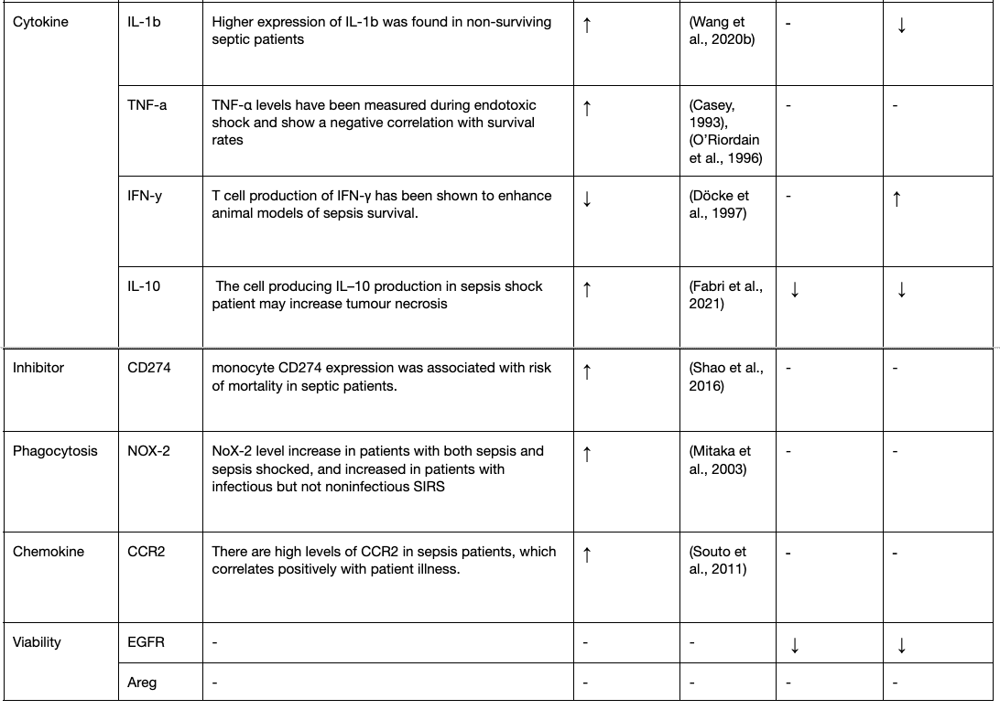 Cytokine IL-1b Higher expression of IL-1b was found in non-surviving ↑ (Wang et - ↓
septic patients al., 2020b)
TNF-a TNF-α levels have been measured during endotoxic ↑ (Casey, - -
shock and show a negative correlation with survival 1993),
rates (O’Riordain
et al., 1996)
IFN-y T cell production of IFN-γ has been shown to enhance ↓ (Döcke et - ↑
animal models of sepsis survival. al., 1997)
IL-10 The cell producing IL–10 production in sepsis shock ↑ (Fabri et al., ↓ ↓
patient may increase tumour necrosis 2021)
Inhibitor CD274 monocyte CD274 expression was associated with risk ↑ (Shao et al., - -
of mortality in septic patients. 2016)
Phagocytosis NOX-2 NoX-2 level increase in patients with both sepsis and ↑ (Mitaka et - -
sepsis shocked, and increased in patients with al., 2003)
infectious but not noninfectious SIRS
Chemokine CCR2 There are high levels of CCR2 in sepsis patients, which ↑ (Souto et - -
correlates positively with patient illness. al., 2011)
Viability EGFR - - - ↓ ↓
Areg - - - - -